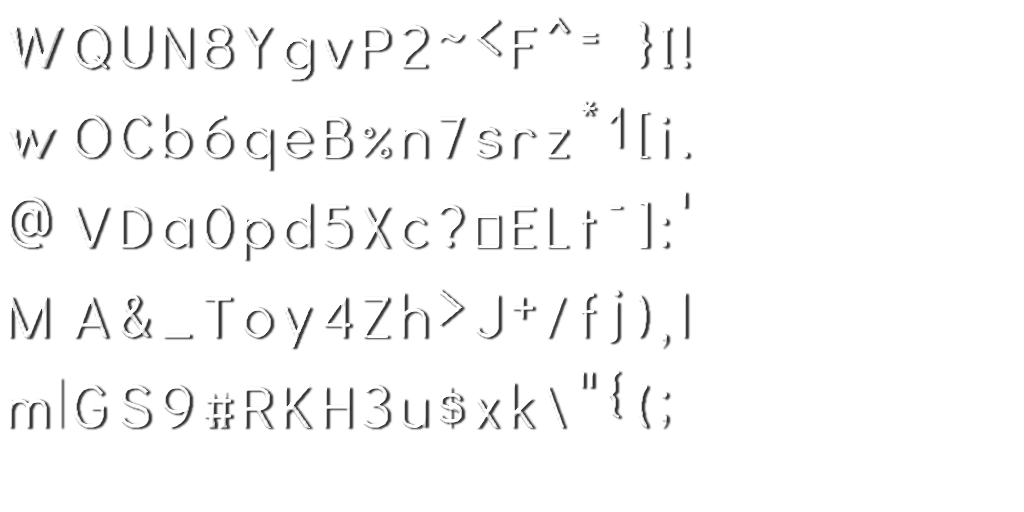 WQUN8YgvP2~<F^= }I!
wOCb6qeB%n7srz*1[i.
@VDa0pd5Xc?□ELt-]:'
MA&_Toy4Zh>J+/fj),l
m|GS9#RKH3u$xk\"{(;